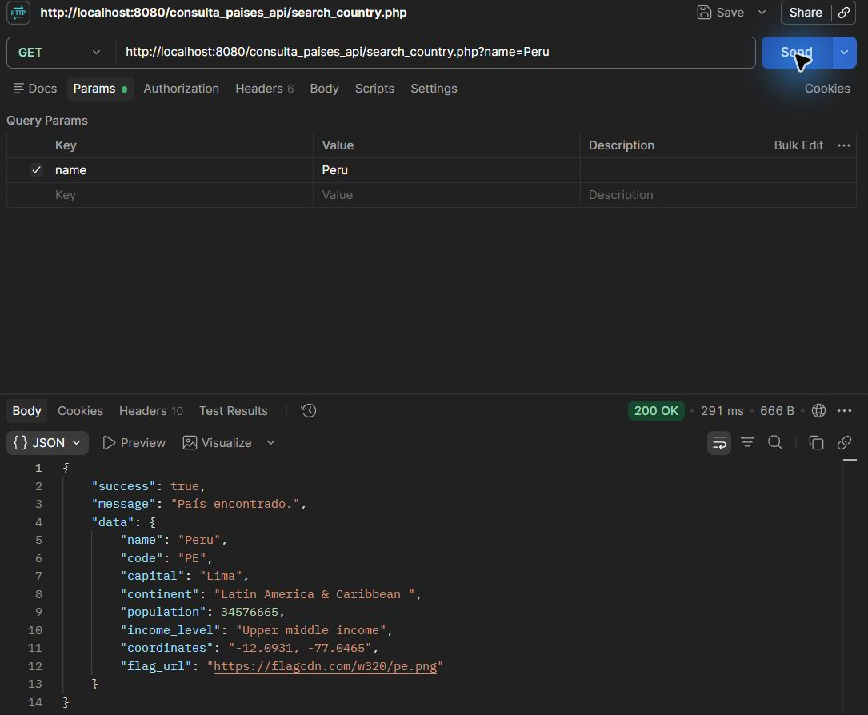 HTTP http://localhost:8080/consulta_paises_api/search_country.php Save Share
GET http://localhost:8080/consulta_paises_api/search_country.php?name=Peru Send
Docs Params Authorization Headers 6 Body Scripts Settings Cookies
Query Params
Key Value Description Bulk Edit
name Peru
Key Value Description
Body Cookies Headers 10 Test Results 200 OK 291 ms 666 B
{} JSON Preview Visualize
1 {
2 "success": true,
3 "message": "País encontrado.",
4 "data": {
5 "name": "Peru",
6 "code": "PE",
7 "capital": "Lima",
8 "continent": "Latin America & Caribbean ",
9 "population": 34576665,
10 "income_level": "Upper middle income",
11 "coordinates": "-12.0931, -77.0465",
12 "flag_url": "https://flagcdn.com/w320/pe.png"
13 }
14 }